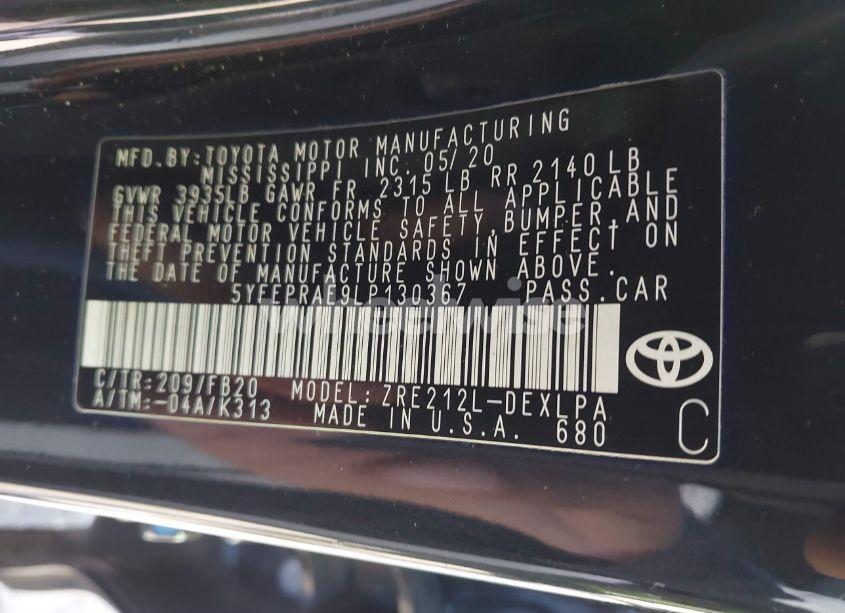 MFD. BY: TOYOTA MOTOR MANUFACTURING
MISSISSIPPI INC. 05/20
GVWR 3935LB GAWR FR 2315 LB RR 2140 LB
THIS VEHICLE CONFORMS TO ALL APPLICABLE
FEDERAL MOTOR VEHICLE SAFETY, BUMPER, AND
THEFT PREVENTION STANDARDS IN EFFECT ON
THE DATE OF MANUFACTURE SHOWN ABOVE.
5YFEPRAE9LP130367 PASS. CAR
wheelwise
C/TR: 209/FB20 MODEL: ZRE212L-DEXLPA
A/TM: -04A/K313 MADE IN U.S.A. 680
C